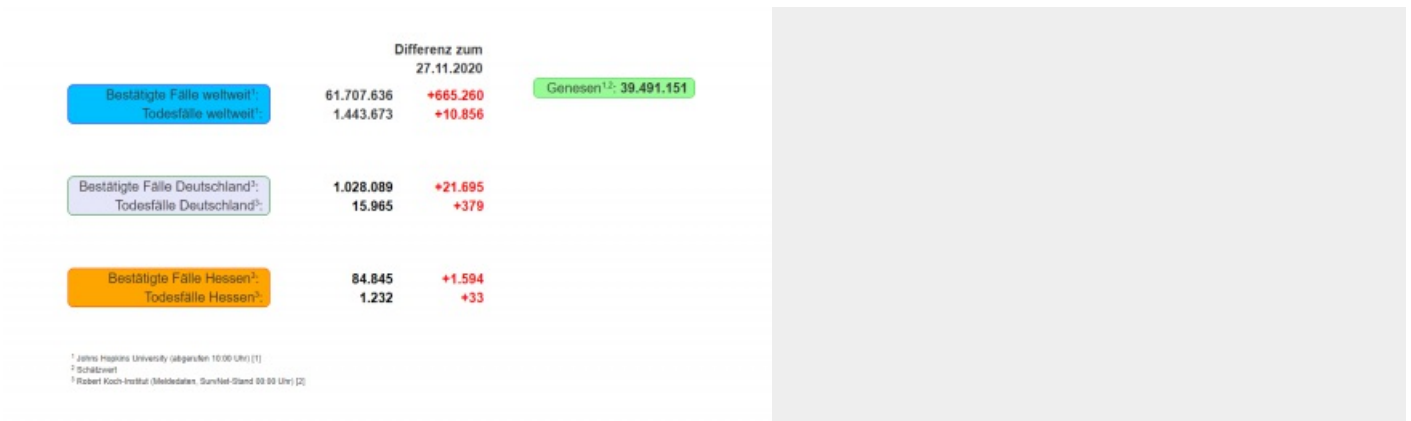 Differenz zum
27.11.2020
Bestätigte Fälle weltweit¹: 61.707.636 +665.260
Genesen¹,²: 39.491.151
Todesfälle weltweit¹: 1.443.673 +10.856
Bestätigte Fälle Deutschland³: 1.028.089 +21.695
Todesfälle Deutschland³: 15.965 +379
Bestätigte Fälle Hessen³: 84.845 +1.594
Todesfälle Hessen³: 1.232 +33
¹ Johns Hopkins University (abgerufen 10:00 Uhr) [1]
² Schätzwert
³ Robert Koch-Institut (Meldedaten, SurvNet-Stand 00:00 Uhr) [2]